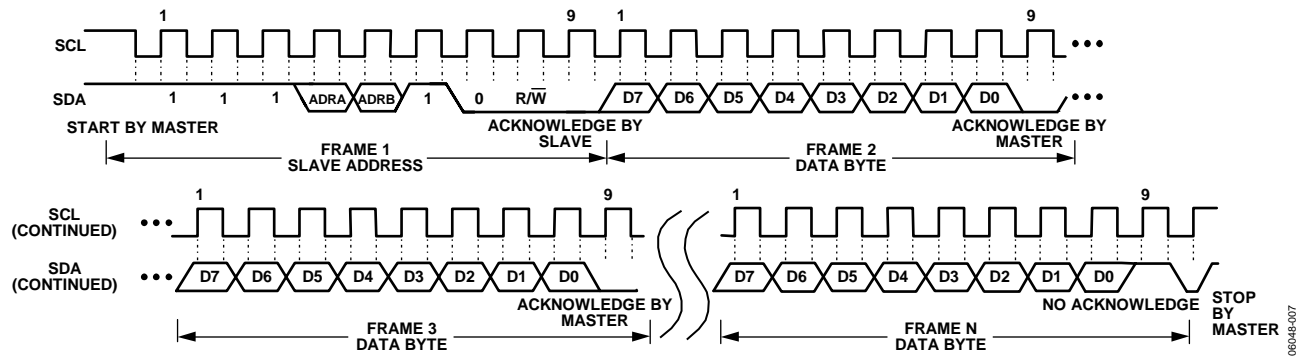 1 9 1 9
SCL
SDA 1 1 1 ADRA ADRB 1 0 R/W̅ D7 D6 D5 D4 D3 D2 D1 D0
START BY MASTER
ACKNOWLEDGE BY
SLAVE
ACKNOWLEDGE BY
MASTER
FRAME 1
SLAVE ADDRESS
FRAME 2
DATA BYTE
1 9 1 9
SCL
(CONTINUED)
SDA
(CONTINUED)
D7 D6 D5 D4 D3 D2 D1 D0 D7 D6 D5 D4 D3 D2 D1 D0
ACKNOWLEDGE BY
MASTER
NO ACKNOWLEDGE
STOP
BY
MASTER
FRAME 3
DATA BYTE
FRAME N
DATA BYTE
06048-007